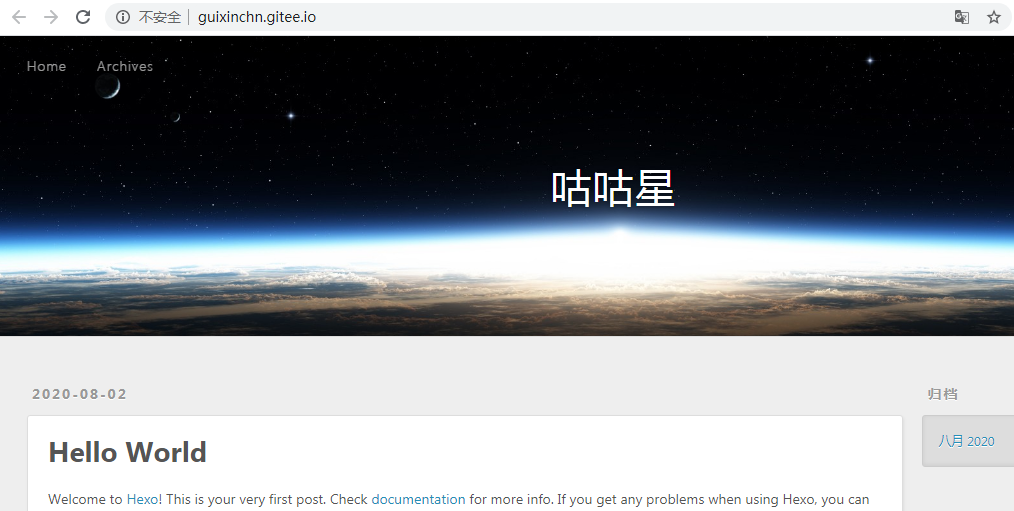 不安全 guixinchn.gitee.io
Home Archives
咕咕星
2020-08-02
归档
Hello World
八月 2020
Welcome to Hexo! This is your very first post. Check documentation for more info. If you get any problems when using Hexo, you can